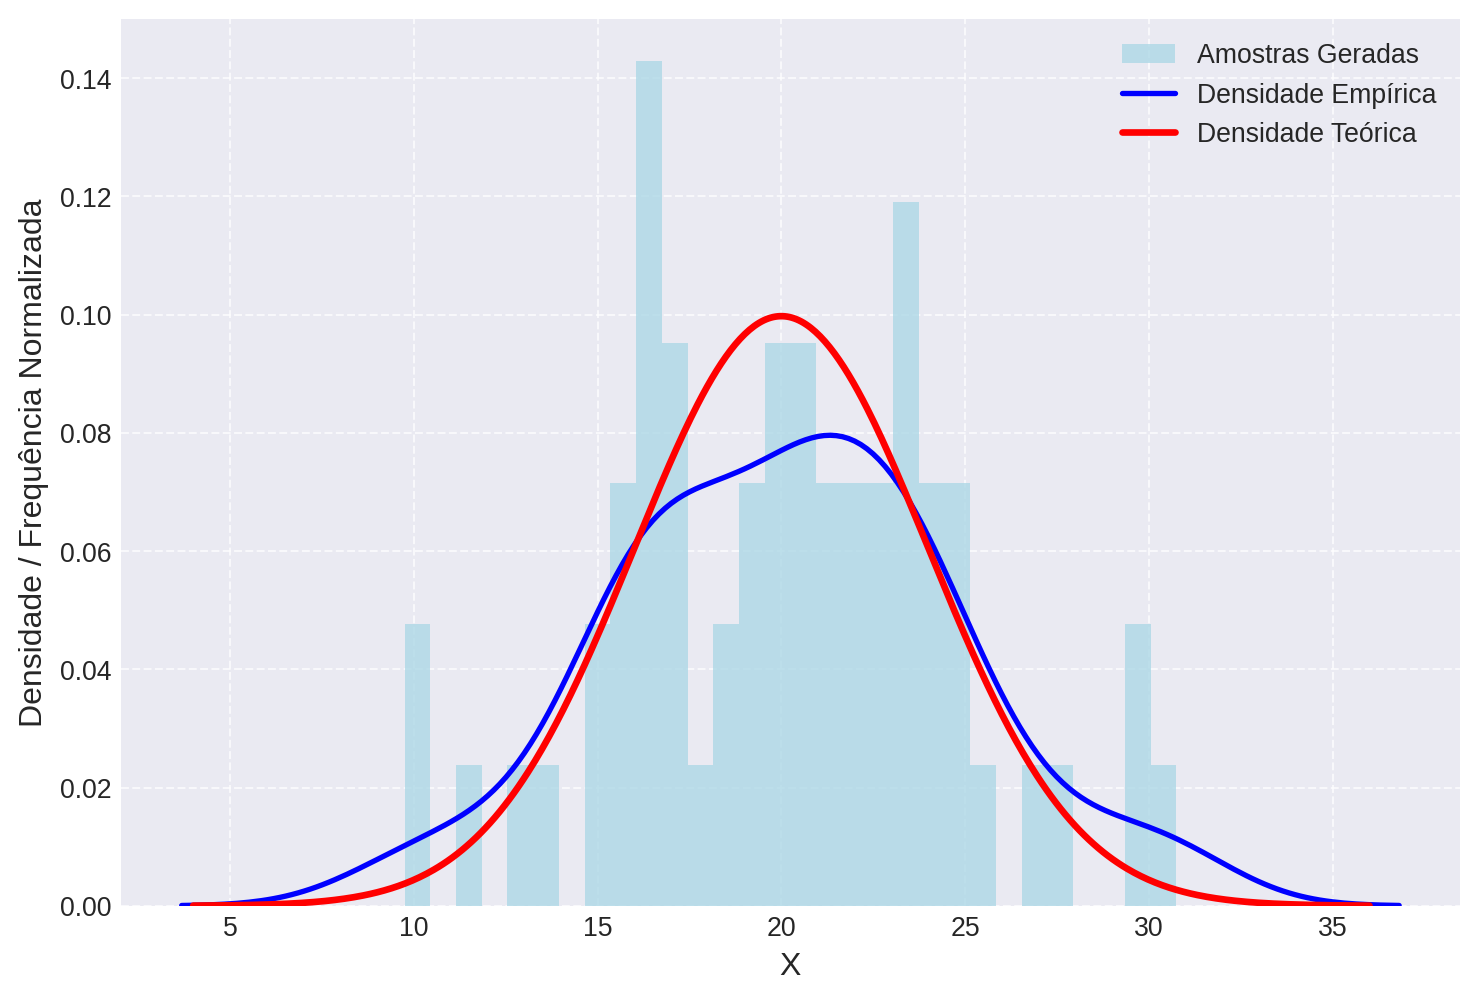 Amostras Geradas
Densidade Empírica
Densidade Teórica
Densidade / Frequência Normalizada
0.14
0.12
0.10
0.08
0.06
0.04
0.02
0.00
5 10 15 20 25 30 35
X